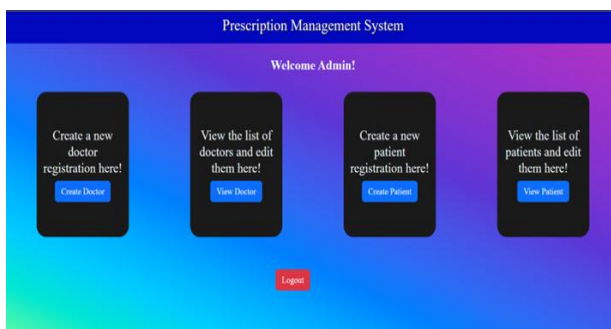 Prescription Management System
Welcome Admin!
Create a new
doctor
registration here!
Create Doctor
View the list of
doctors and edit
them here!
View Doctor
Create a new
patient
registration here!
Create Patient
View the list of
patients and edit
them here!
View Patient
Logout